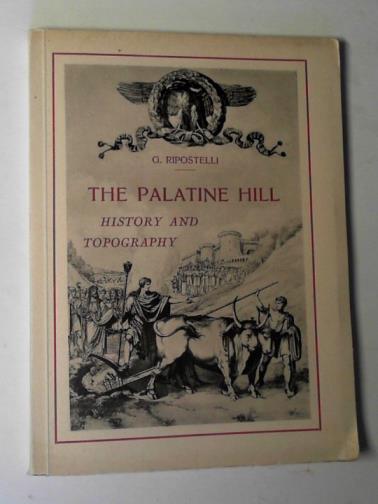 G. RIPOSTELLI
THE PALATINE HILL
HISTORY AND
TOPOGRAPHY